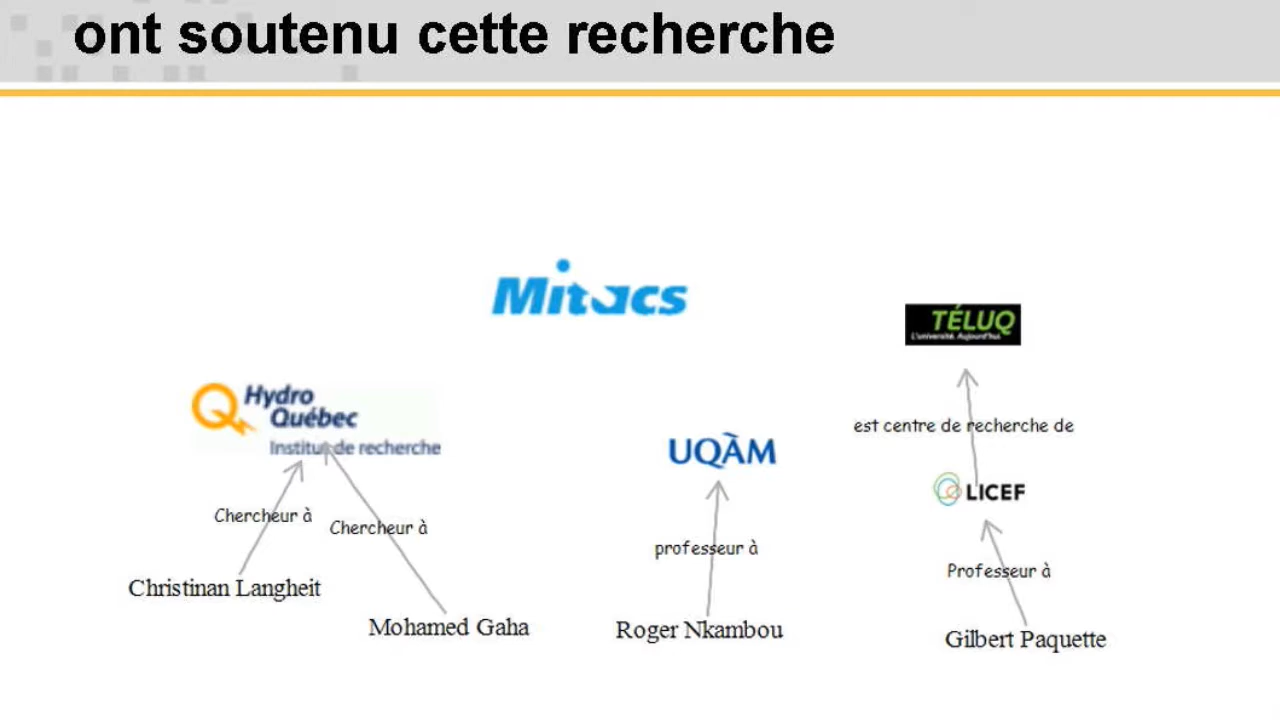 ont soutenu cette recherche
Mitacs
TÉLUQ
L'université. Aujourd'hui.
Hydro
Québec
Institut de recherche
est centre de recherche de
UQÀM
LICEF
Chercheur à
Chercheur à
professeur à
Professeur à
Christinan Langheit
Mohamed Gaha
Roger Nkambou
Gilbert Paquette